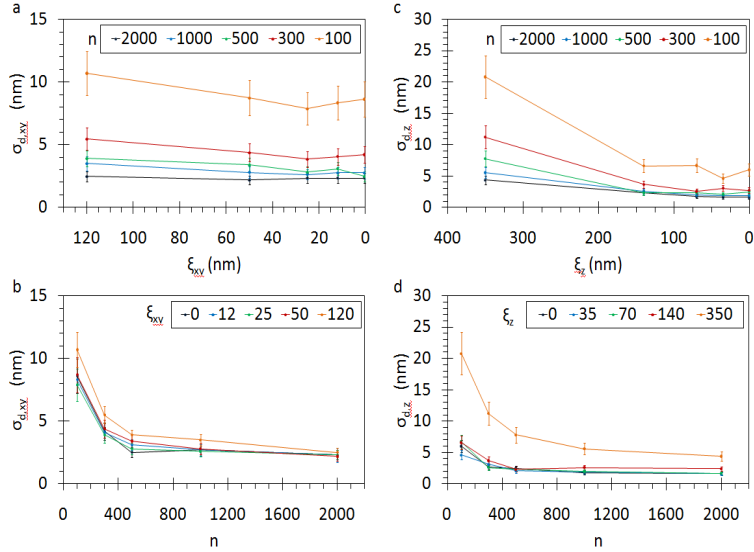 a
n 2000 1000 500 300 100
15
10
5
0
σd,xy (nm)
120 100 80 60 40 20 0
ξxy (nm)
c
n 2000 1000 500 300 100
30
25
20
15
10
5
0
σd,z (nm)
400 300 200 100 0
ξz (nm)
b
ξxy 0 12 25 50 120
15
10
5
0
σd,xy (nm)
0 400 800 1200 1600 2000
n
d
ξz 0 35 70 140 350
30
25
20
15
10
5
0
σd,z (nm)
0 400 800 1200 1600 2000
n